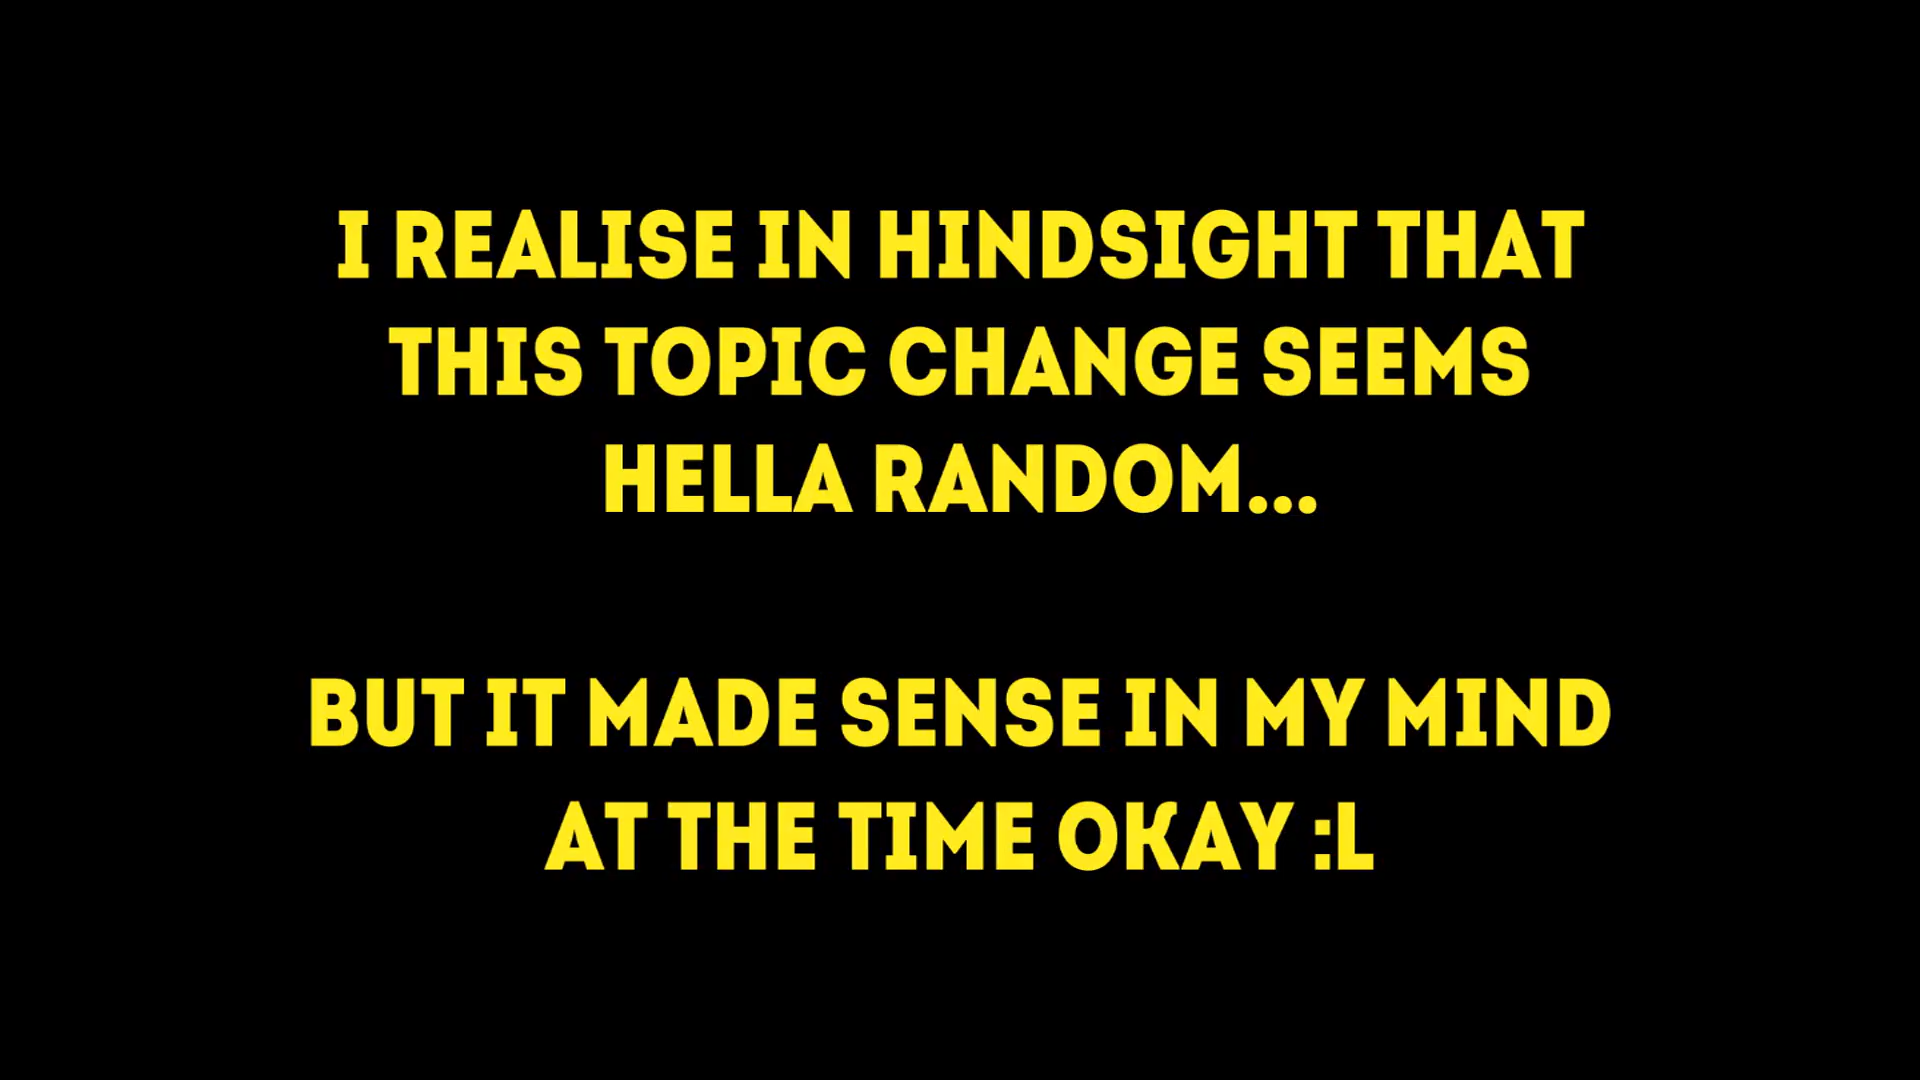 I REALISE IN HINDSIGHT THAT
THIS TOPIC CHANGE SEEMS
HELLA RANDOM...
BUT IT MADE SENSE IN MY MIND
AT THE TIME OKAY :L